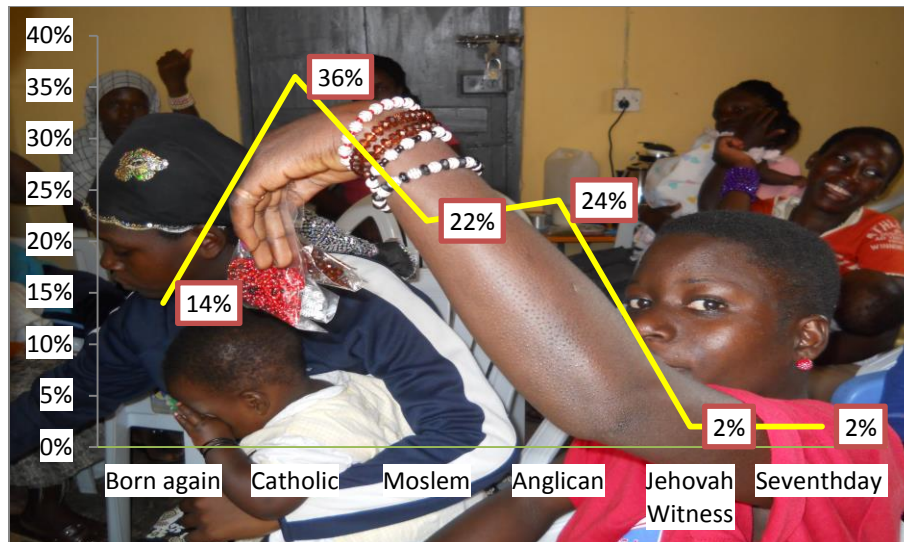 40%
35%
30%
25%
20%
15%
10%
5%
0%
36%
24%
22%
14%
2%
2%
Born again
Catholic
Moslem
Anglican
Jehovah
Witness
Seventhday